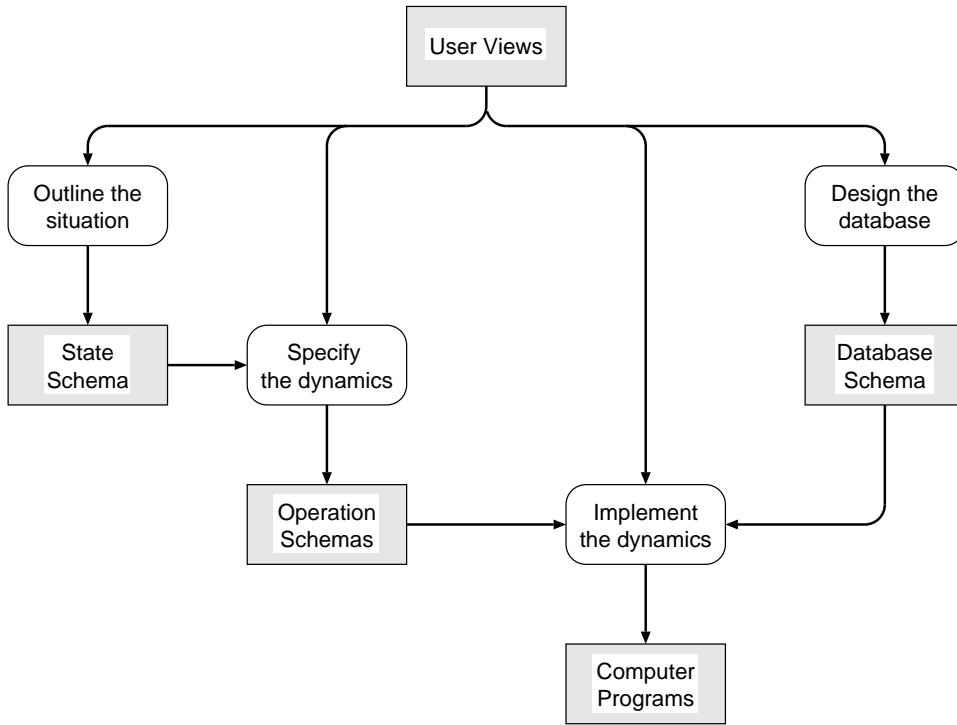 User Views
Outline the
situation
Design the
database
State
Schema
Specify
the dynamics
Database
Schema
Operation
Schemas
Implement
the dynamics
Computer
Programs